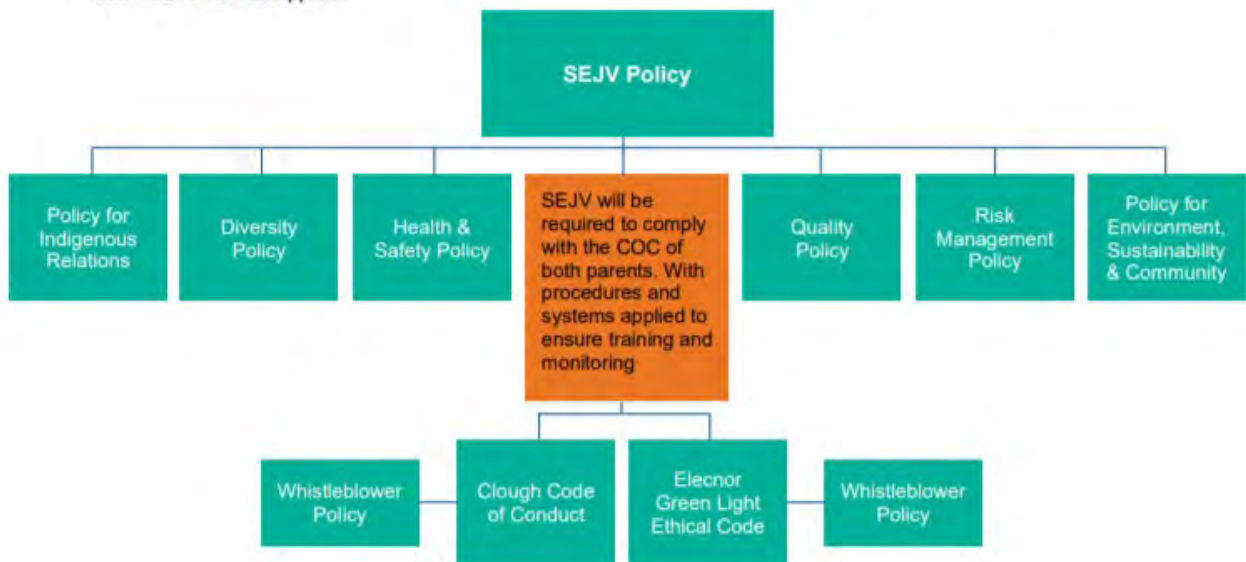 SEJV Policy
Policy for
Indigenous
Relations
Diversity
Policy
Health &
Safety Policy
SEJV will be
required to comply
with the COC of
both parents. With
procedures and
systems applied to
ensure training and
monitoring
Quality
Policy
Risk
Management
Policy
Policy for
Environment,
Sustainability
& Community
Whistleblower
Policy
Clough Code
of Conduct
Elecnor
Green Light
Ethical Code
Whistleblower
Policy